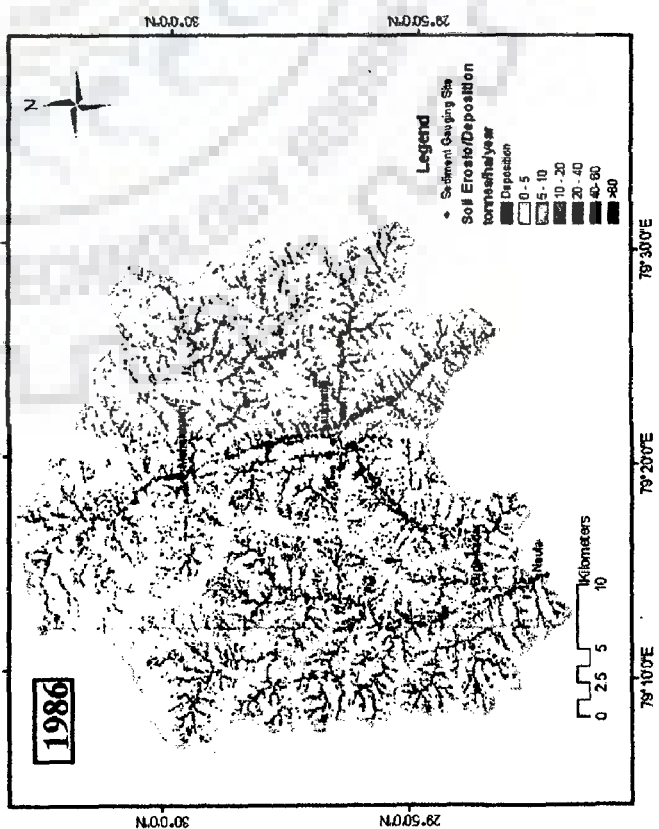 30°0'0"N
29°50'0"N
1986
N
Legend
Sediment Gauging Site
Soil Erosio/Deposition
tonnes/ha/year
Deposition
0 - 5
5 - 10
10 - 20
20 - 40
40-60
>80
Naula
Kilometers
0 2.5 5 10
30°0'0"N
29°50'0"N
79°10'0"E
79°20'0"E
79°30'0"E